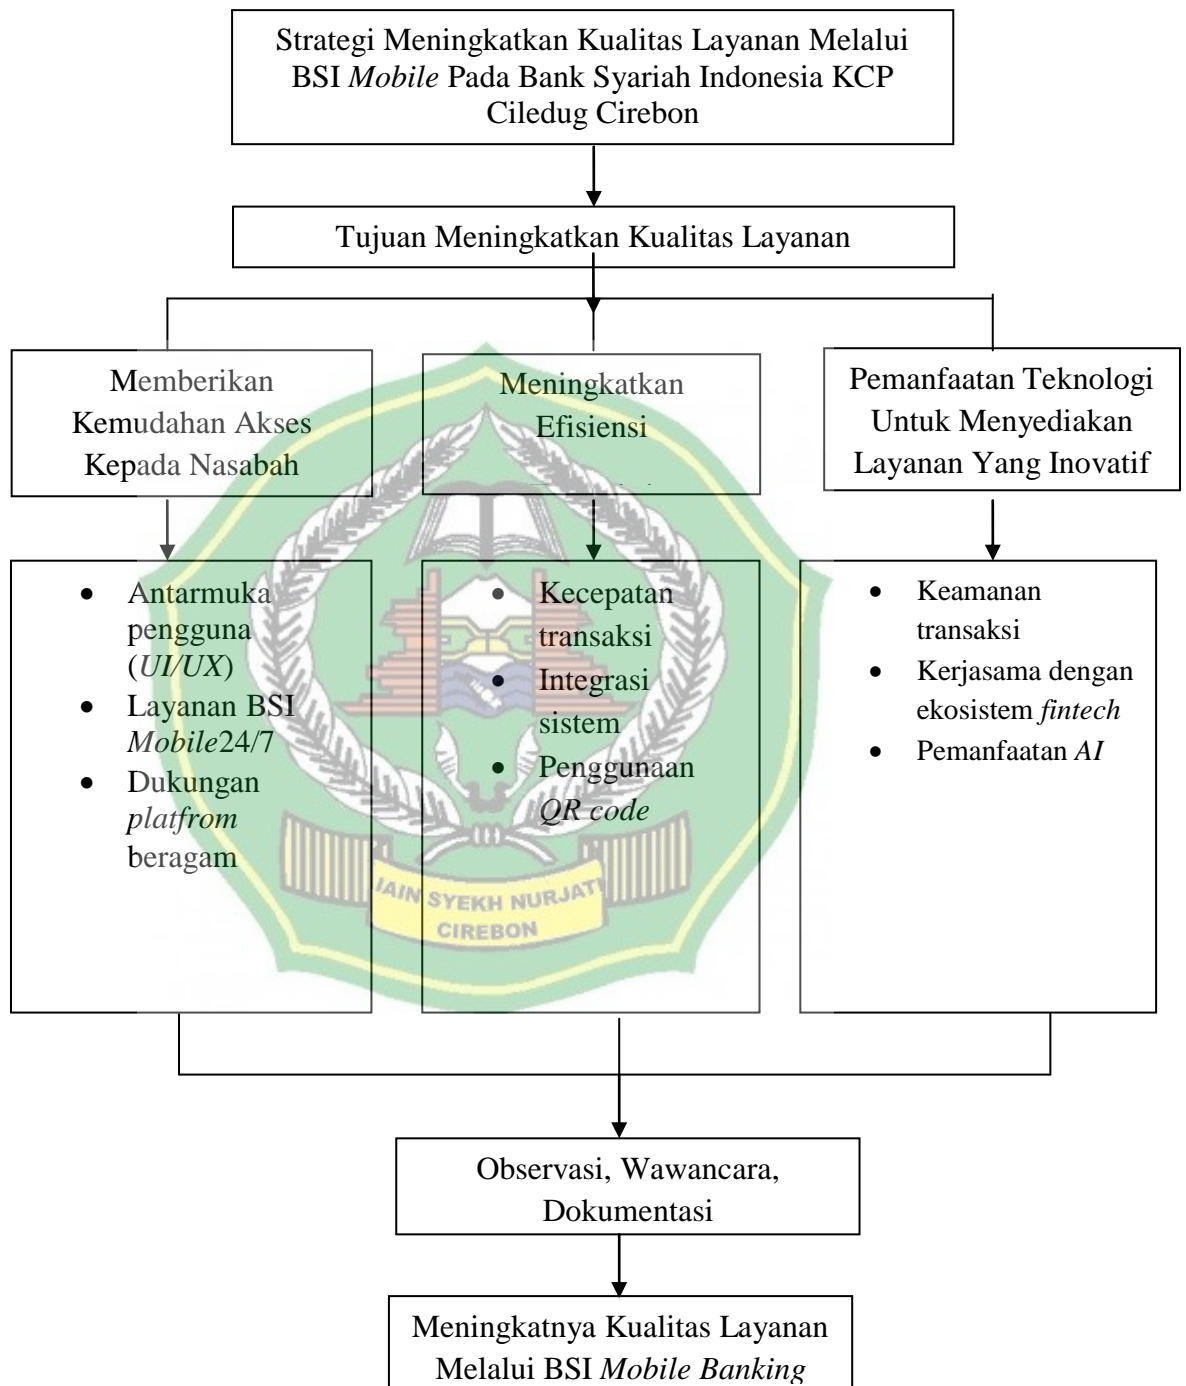 Strategi Meningkatkan Kualitas Layanan Melalui
BSI Mobile Pada Bank Syariah Indonesia KCP
Ciledug Cirebon
Tujuan Meningkatkan Kualitas Layanan
Memberikan
Kemudahan Akses
Kepada Nasabah
Meningkatkan
Efisiensi
Pemanfaatan Teknologi
Untuk Menyediakan
Layanan Yang Inovatif
• Antarmuka
pengguna
(UI/UX)
• Layanan BSI
Mobile24/7
• Dukungan
platfrom
beragam
• Kecepatan
transaksi
• Integrasi
sistem
• Penggunaan
QR code
• Keamanan
transaksi
• Kerjasama dengan
ekosistem fintech
• Pemanfaatan AI
IAIN SYEKH NURJATI
CIREBON
Observasi, Wawancara,
Dokumentasi
Meningkatnya Kualitas Layanan
Melalui BSI Mobile Banking